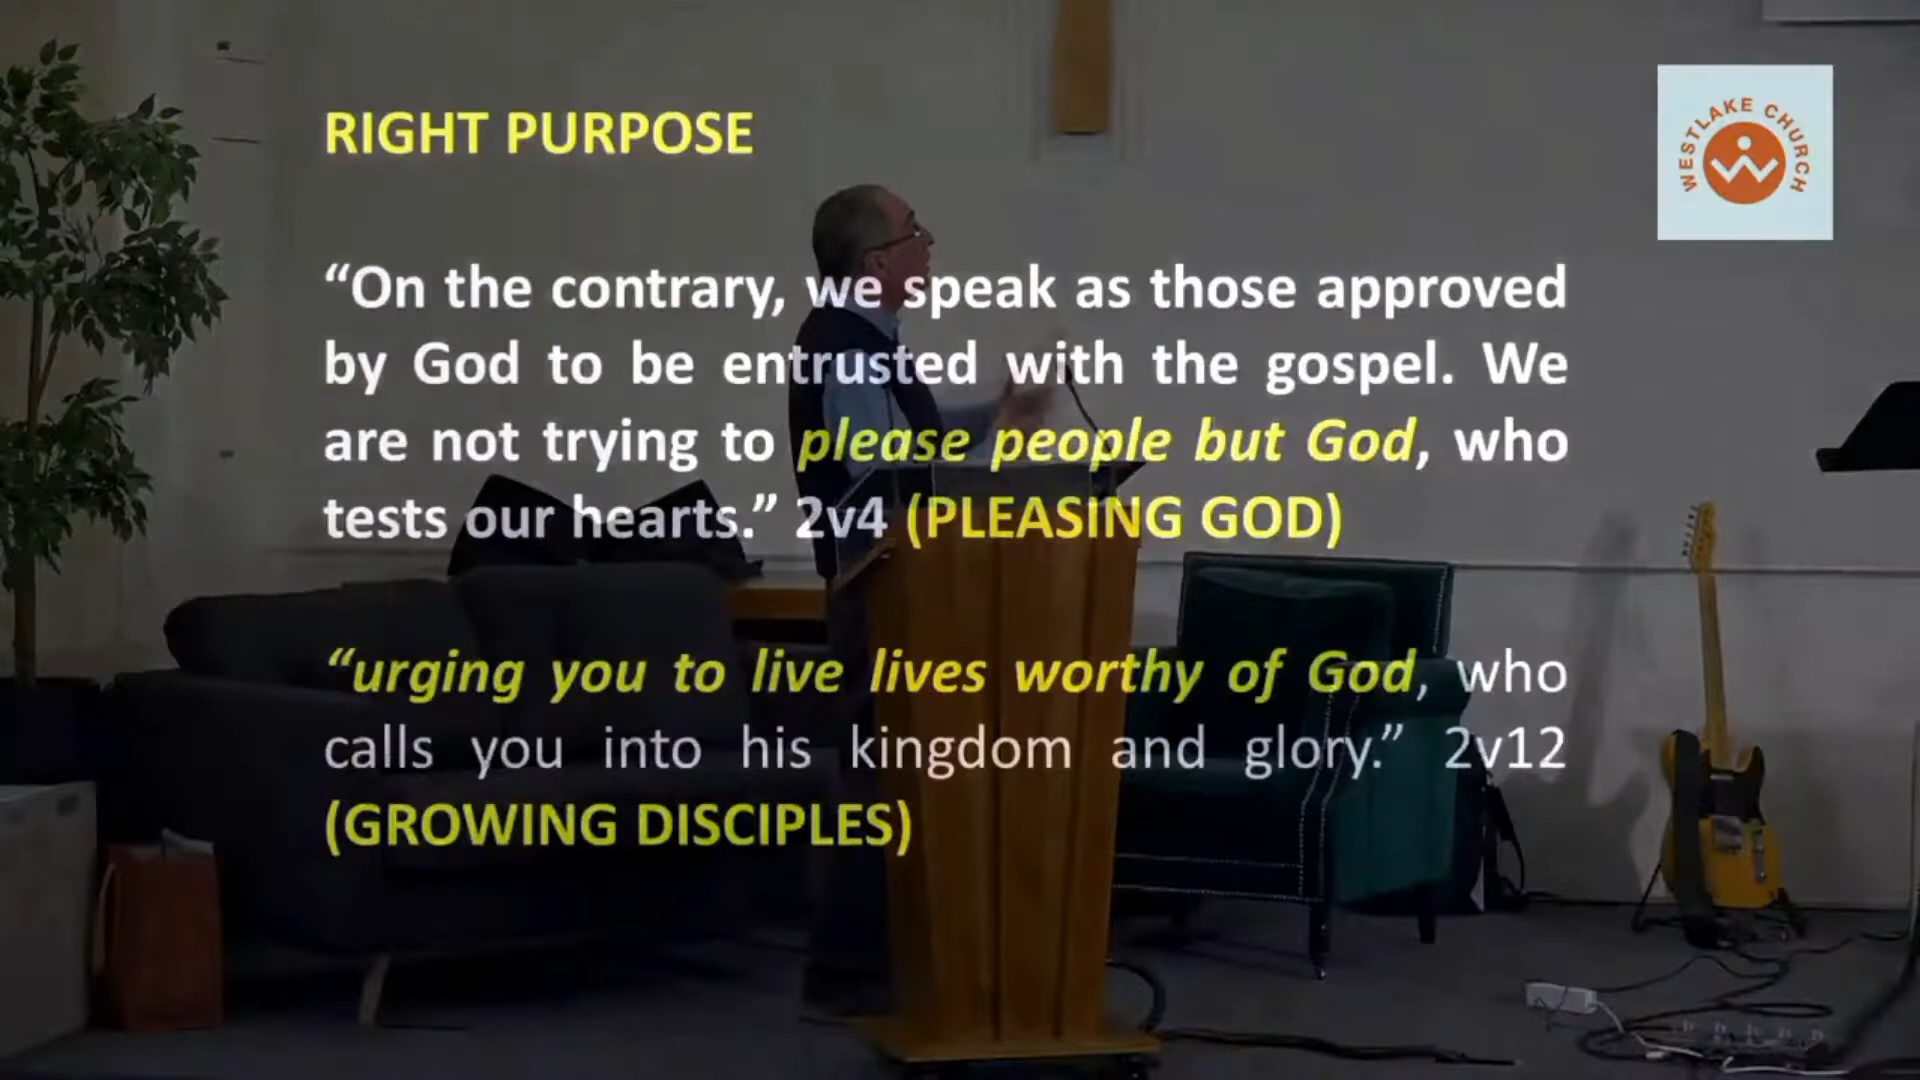 RIGHT PURPOSE
WESTLAKE CHURCH
“On the contrary, we speak as those approved
by God to be entrusted with the gospel. We
are not trying to please people but God, who
tests our hearts.” 2v4 (PLEASING GOD)
“urging you to live lives worthy of God, who
calls you into his kingdom and glory.” 2v12
(GROWING DISCIPLES)